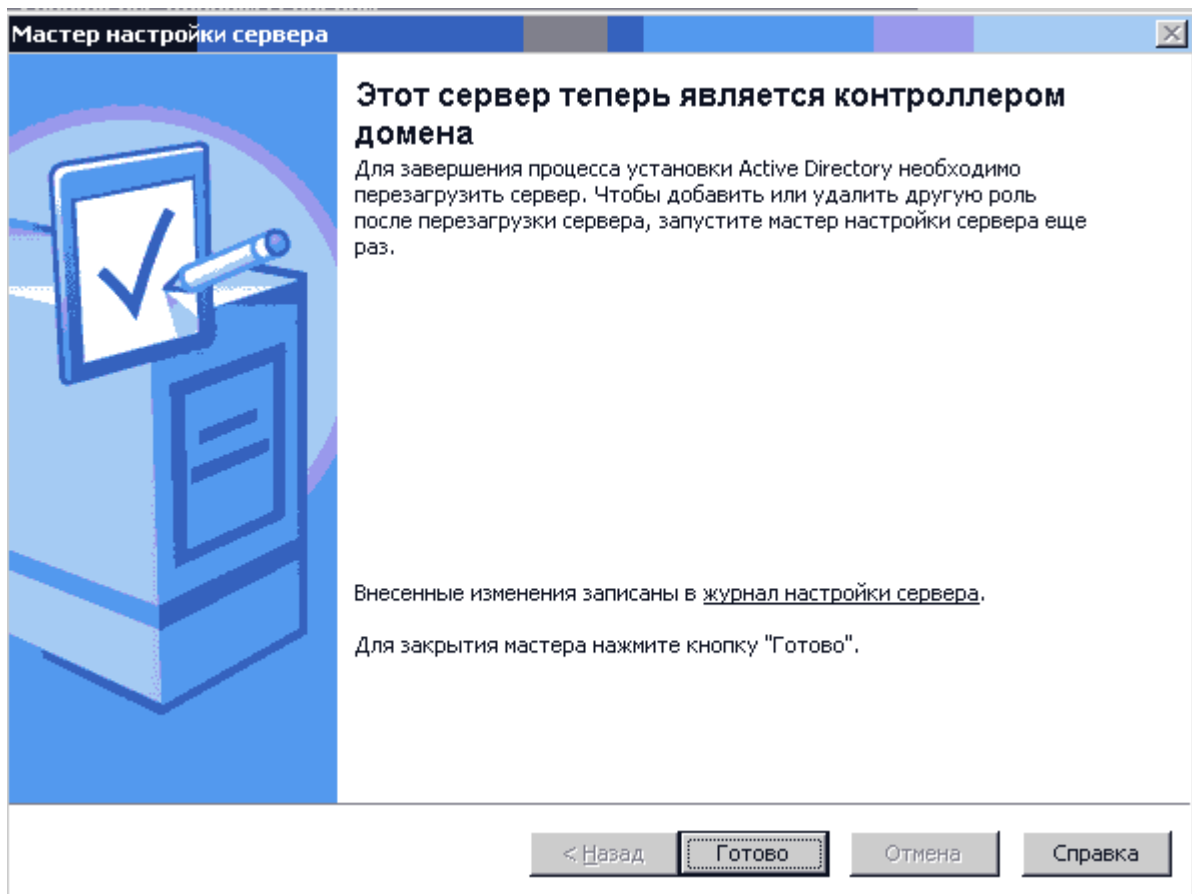 Мастер настройки сервера
Этот сервер теперь является контроллером
домена
Для завершения процесса установки Active Directory необходимо
перезагрузить сервер. Чтобы добавить или удалить другую роль
после перезагрузки сервера, запустите мастер настройки сервера еще
раз.
Внесенные изменения записаны в журнал настройки сервера.
Для закрытия мастера нажмите кнопку "Готово".
< Назад
Готово
Отмена
Справка